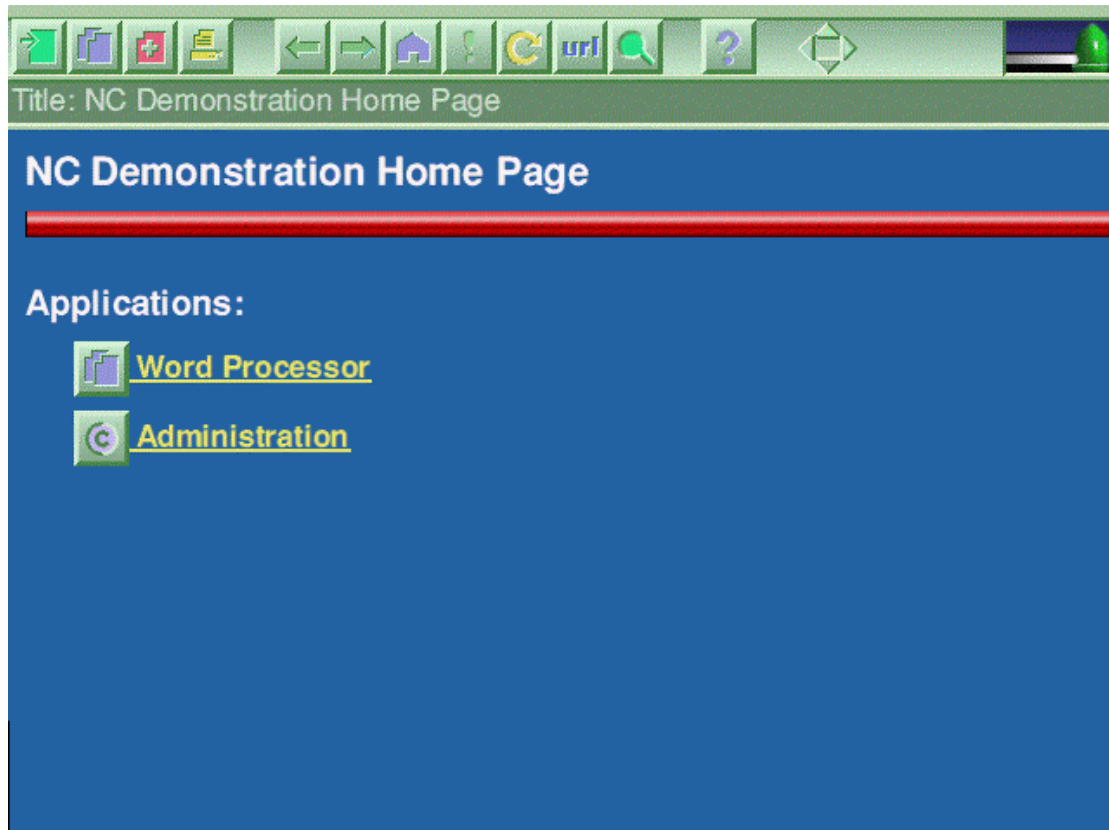 url ?
Title: NC Demonstration Home Page
NC Demonstration Home Page
Applications:
Word Processor
C Administration